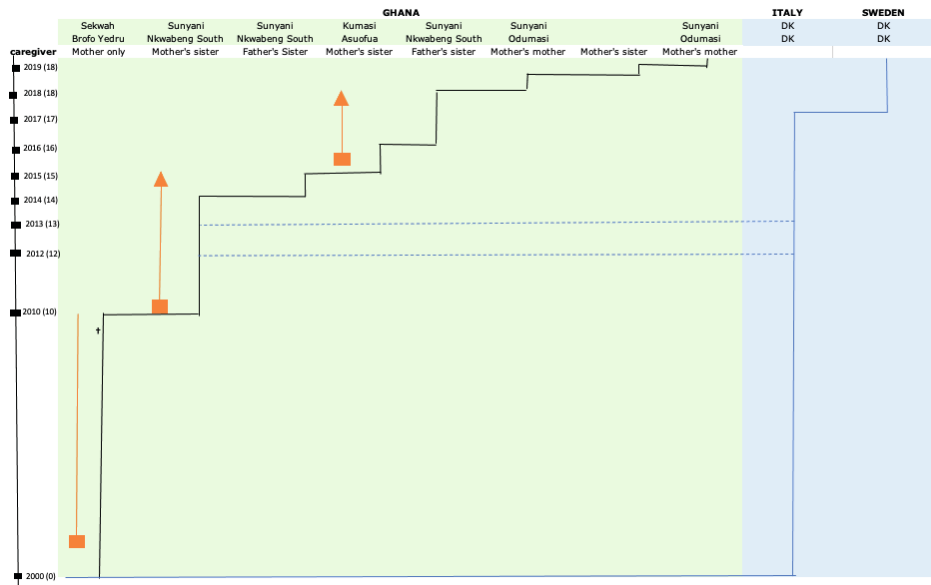 GHANA ITALY SWEDEN
Sekwah Sunyani Sunyani Kumasi Sunyani Sunyani Sunyani DK DK
Brofo Yedru Nkwabeng South Nkwabeng South Asuofua Nkwabeng South Odumasi Odumasi DK DK
caregiver Mother only Mother's sister Father's Sister Mother's sister Father's sister Mother's mother Mother's sister Mother's mother
2019 (18)
2018 (18)
2017 (17)
2016 (16)
2015 (15)
2014 (14)
2013 (13)
2012 (12)
2010 (10)
†
2000 (0)